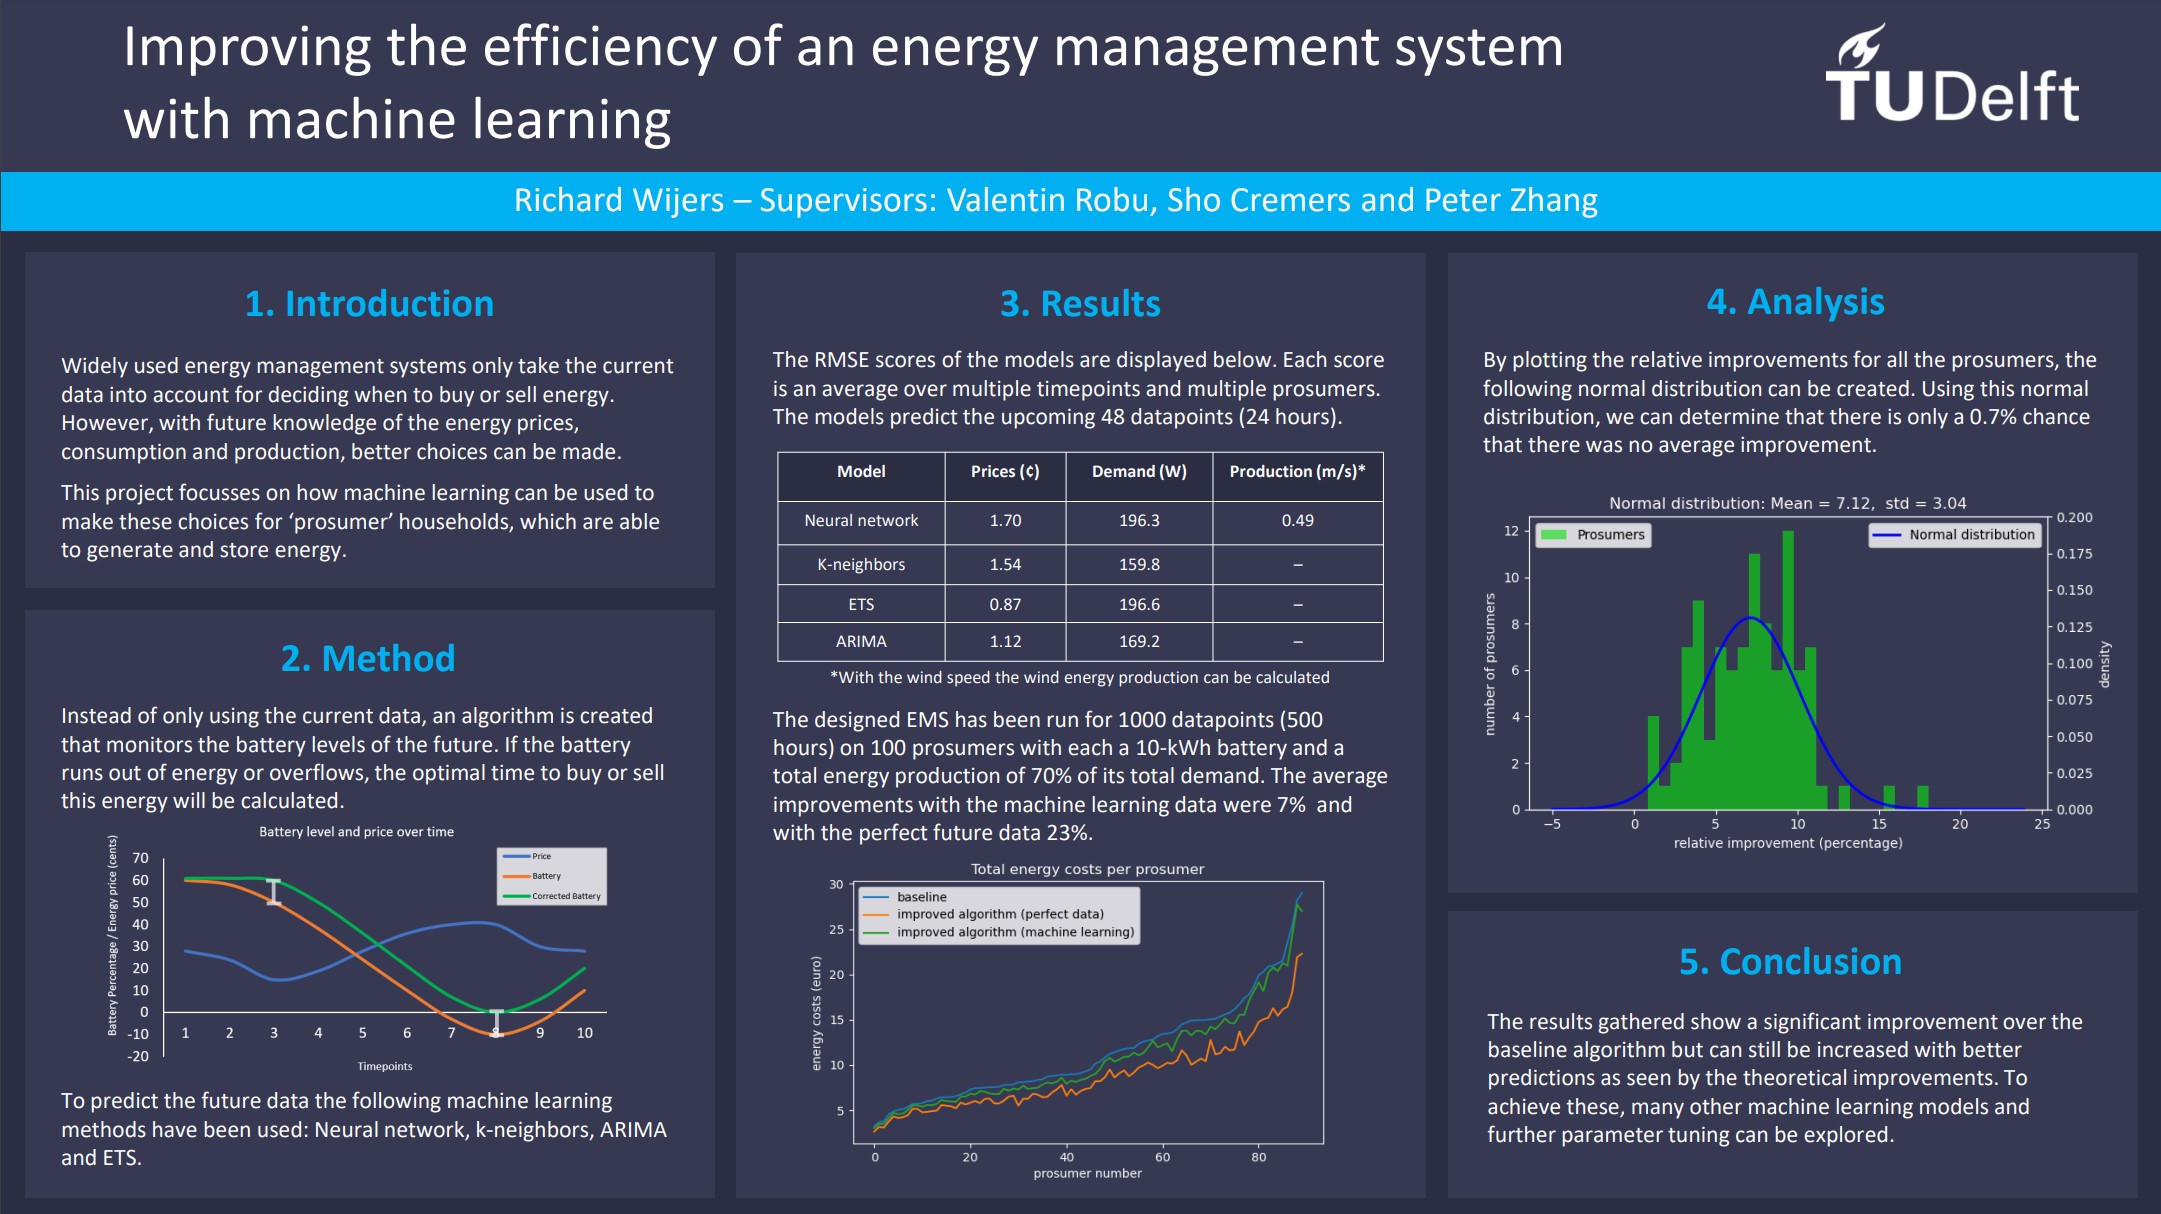 Improving the efficiency of an energy management system
with machine learning
TU Delft
Richard Wijers – Supervisors: Valentin Robu, Sho Cremers and Peter Zhang
1. Introduction
Widely used energy management systems only take the current
data into account for deciding when to buy or sell energy.
However, with future knowledge of the energy prices,
consumption and production, better choices can be made.
This project focusses on how machine learning can be used to
make these choices for ‘prosumer’ households, which are able
to generate and store energy.
2. Method
Instead of only using the current data, an algorithm is created
that monitors the battery levels of the future. If the battery
runs out of energy or overflows, the optimal time to buy or sell
this energy will be calculated.
Battery level and price over time
Battery Percentage / Energy price (cents)
70
60
50
40
30
20
10
0
-10
-20
Price
Battery
Corrected Battery
1 2 3 4 5 6 7 8 9 10
Timepoints
To predict the future data the following machine learning
methods have been used: Neural network, k-neighbors, ARIMA
and ETS.
3. Results
The RMSE scores of the models are displayed below. Each score
is an average over multiple timepoints and multiple prosumers.
The models predict the upcoming 48 datapoints (24 hours).
Model Prices (¢) Demand (W) Production (m/s)*
Neural network 1.70 196.3 0.49
K-neighbors 1.54 159.8 –
ETS 0.87 196.6 –
ARIMA 1.12 169.2 –
*With the wind speed the wind energy production can be calculated
The designed EMS has been run for 1000 datapoints (500
hours) on 100 prosumers with each a 10-kWh battery and a
total energy production of 70% of its total demand. The average
improvements with the machine learning data were 7% and
with the perfect future data 23%.
Total energy costs per prosumer
energy costs (euro)
30
25
20
15
10
5
baseline
improved algorithm (perfect data)
improved algorithm (machine learning)
0 20 40 60 80
prosumer number
4. Analysis
By plotting the relative improvements for all the prosumers, the
following normal distribution can be created. Using this normal
distribution, we can determine that there is only a 0.7% chance
that there was no average improvement.
Normal distribution: Mean = 7.12, std = 3.04
number of prosumers
12
10
8
6
4
2
0
Prosumers
Normal distribution
0.200
0.175
0.150
0.125
0.100
0.075
0.050
0.025
0.000
density
−5 0 5 10 15 20 25
relative improvement (percentage)
5. Conclusion
The results gathered show a significant improvement over the
baseline algorithm but can still be increased with better
predictions as seen by the theoretical improvements. To
achieve these, many other machine learning models and
further parameter tuning can be explored.